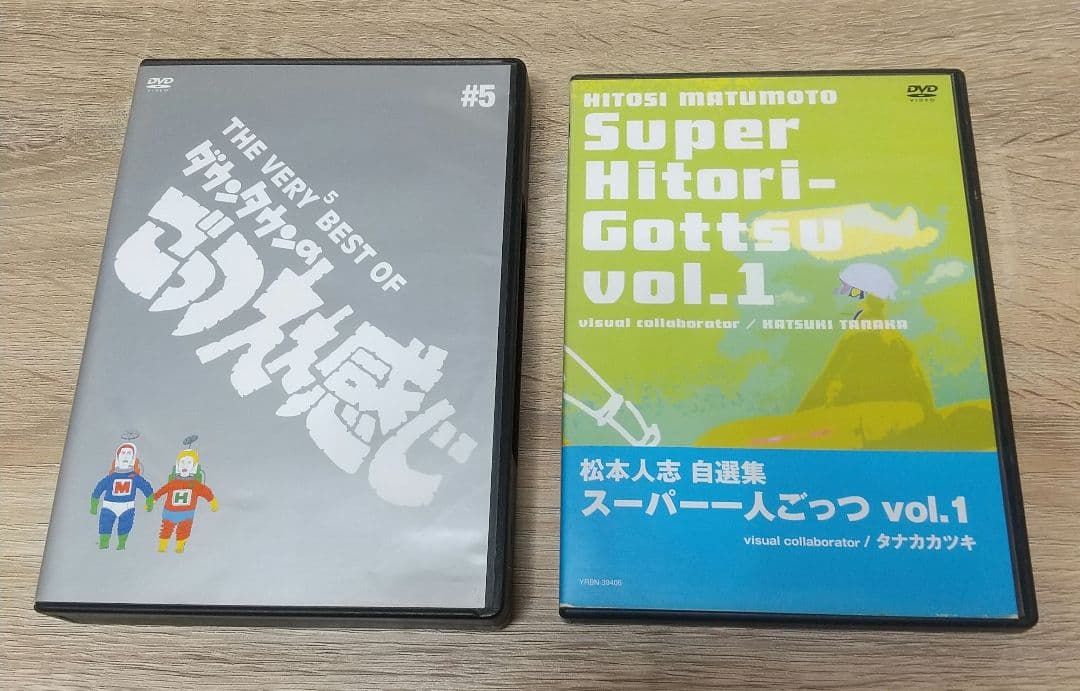 DVD
VIDEO
#5
THE VERY 5 BEST OF
ダウンタウンの
ごっつええ感じ
M
H
DVD
VIDEO
HITOSI MATUMOTO
Super
Hitori-
Gottsu
vol.1
visual collaborator / KATSUKI TANAKA
松本人志 自選集
スーパー一人ごっつ vol.1
visual collaborator / タナカカツキ
YRBN-39406